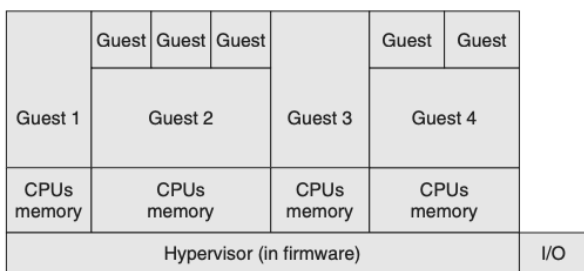 Guest Guest Guest Guest Guest
Guest 1 Guest 2 Guest 3 Guest 4
CPUs CPUs CPUs CPUs
memory memory memory memory
Hypervisor (in firmware) I/O